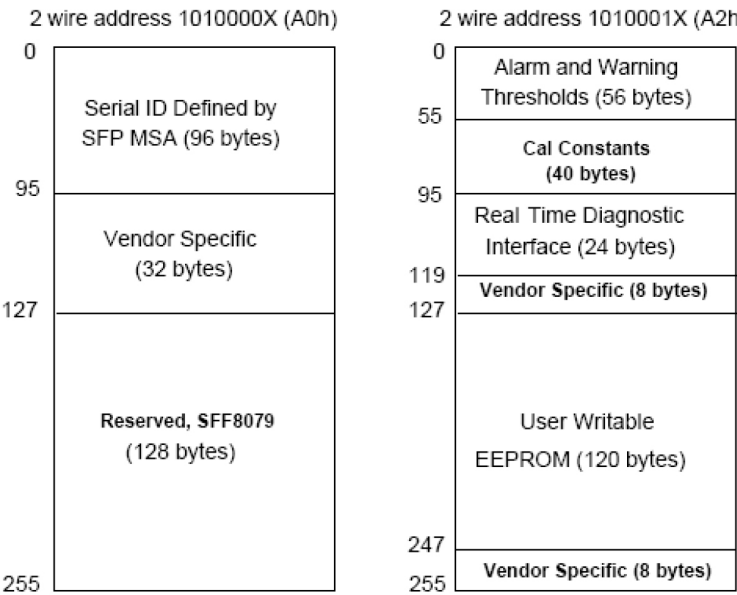 2 wire address 1010000X (A0h)
0
Serial ID Defined by
SFP MSA (96 bytes)
95
Vendor Specific
(32 bytes)
127
Reserved, SFF8079
(128 bytes)
255
2 wire address 1010001X (A2h
0
Alarm and Warning
Thresholds (56 bytes)
55
Cal Constants
(40 bytes)
95
Real Time Diagnostic
Interface (24 bytes)
119
Vendor Specific (8 bytes)
127
User Writable
EEPROM (120 bytes)
247
Vendor Specific (8 bytes)
255